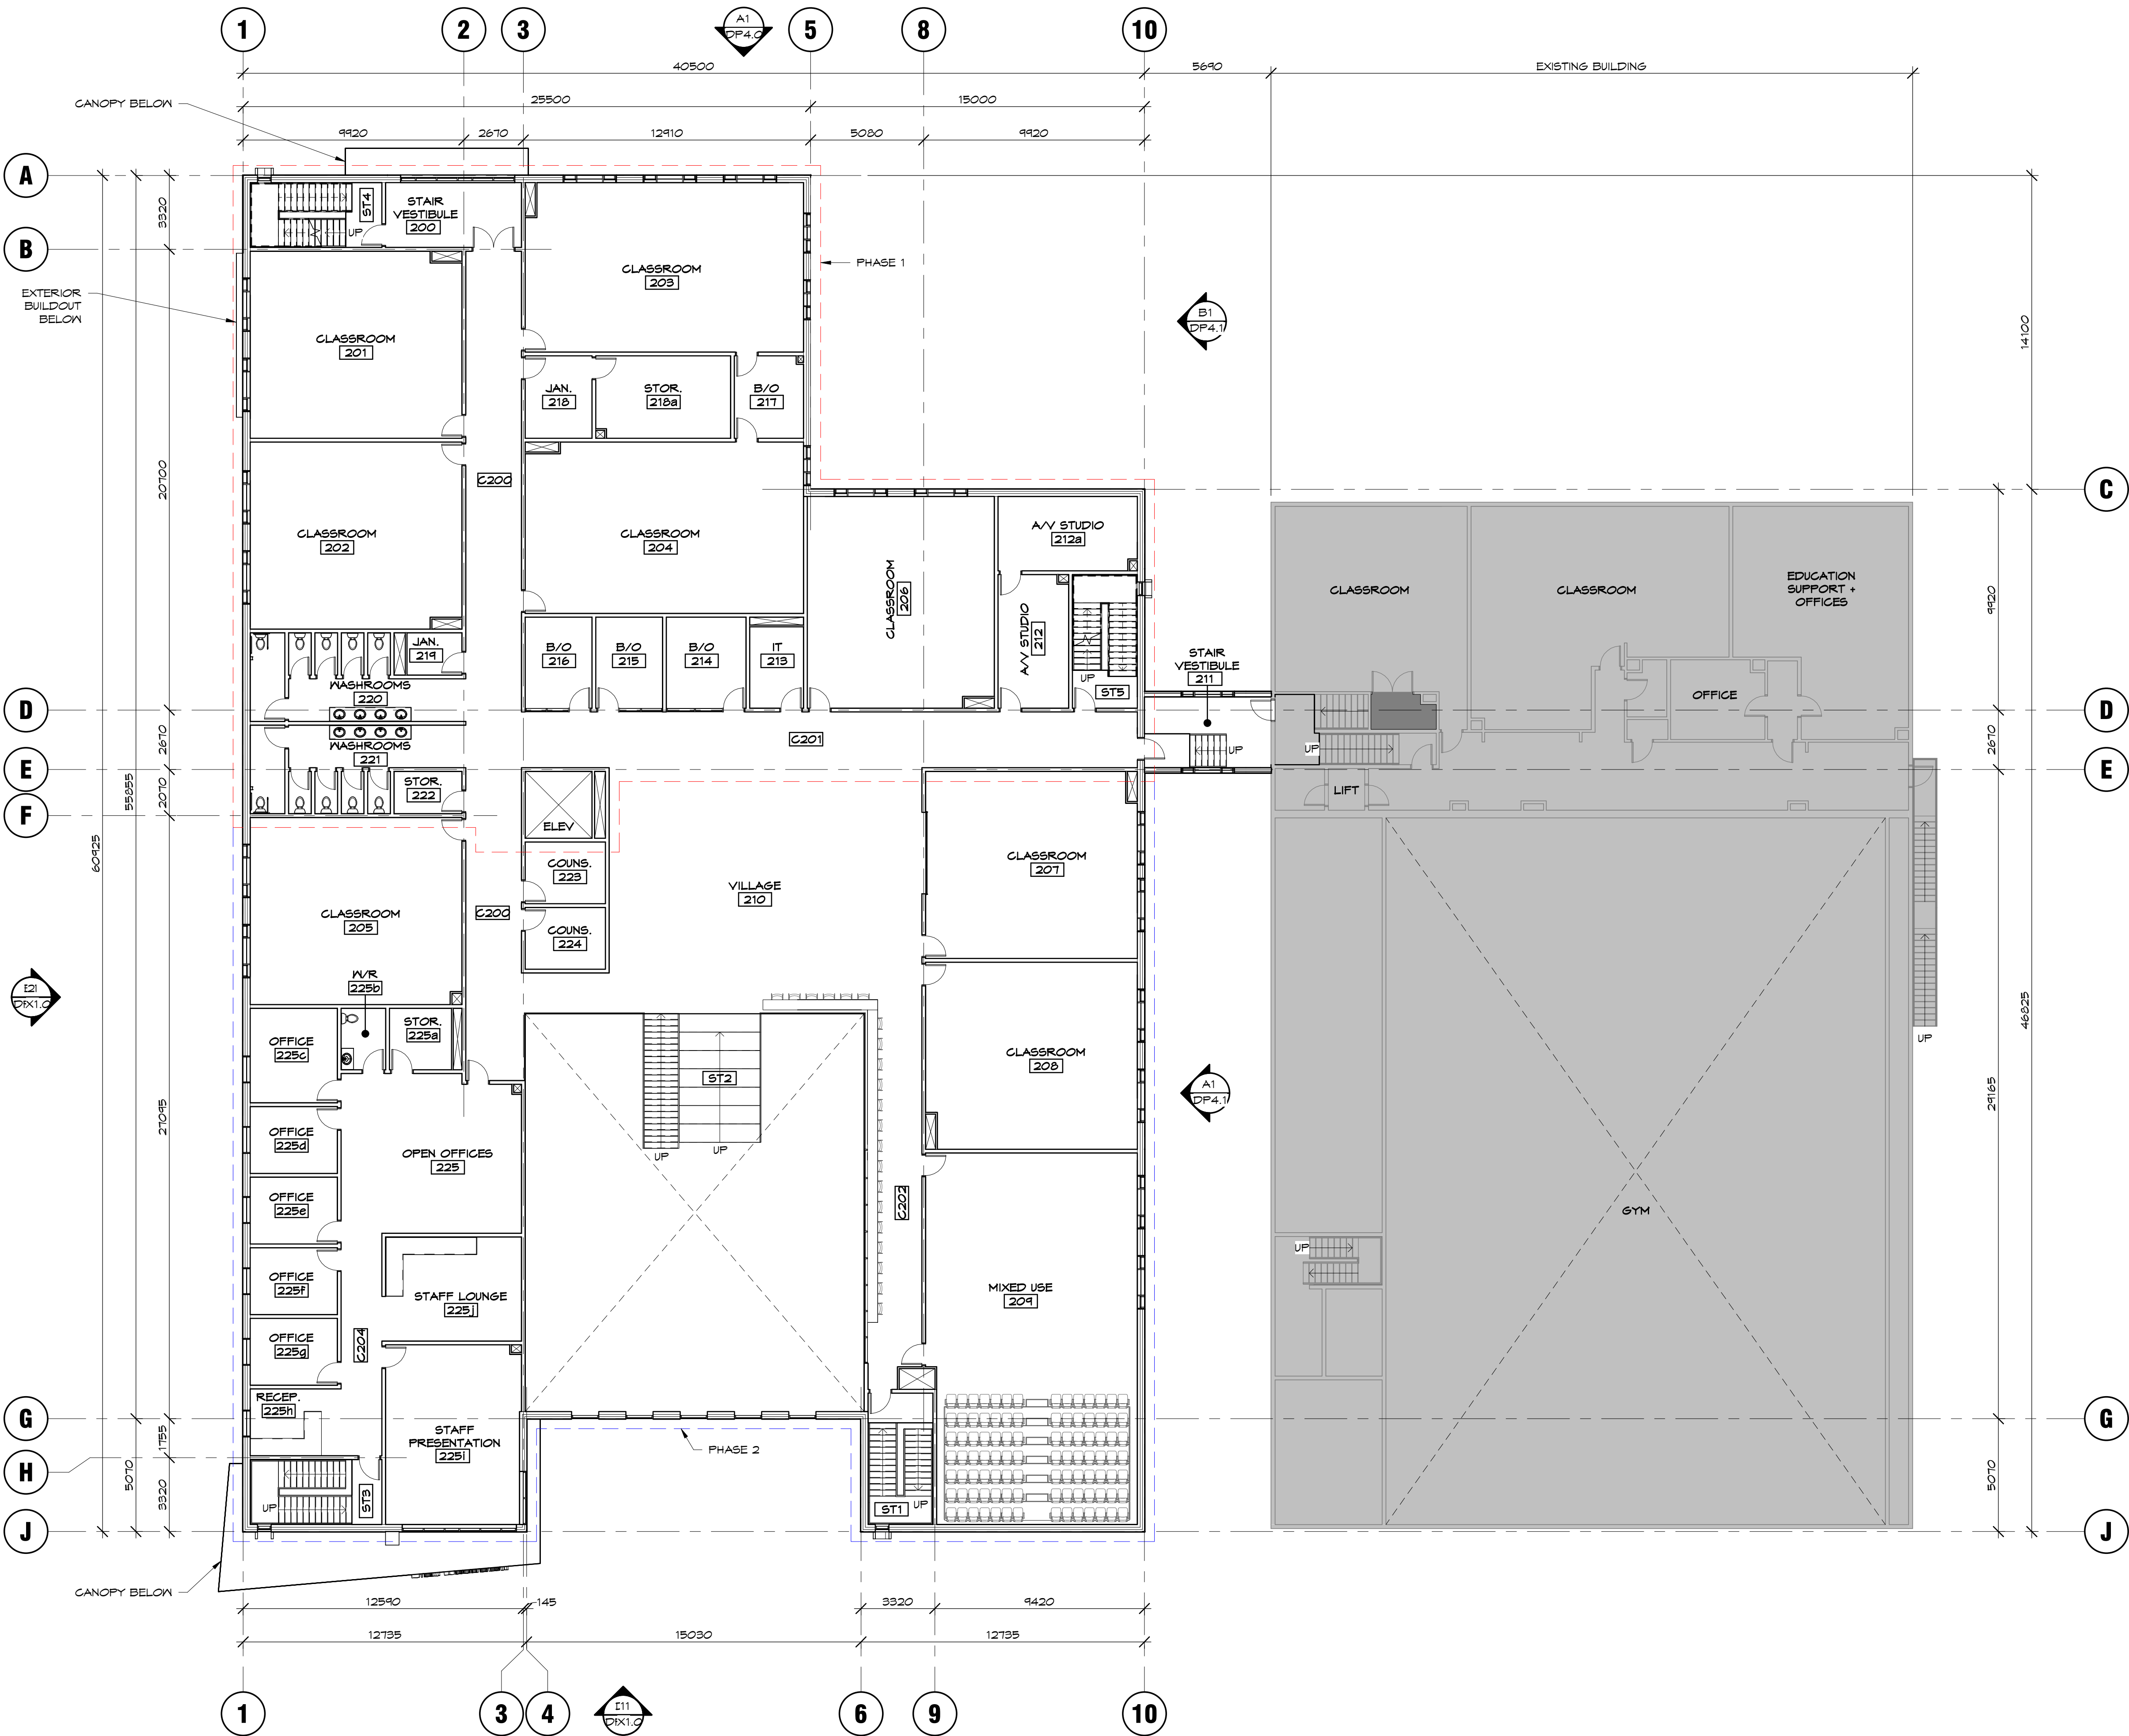 1
2
3
A1
DP4.0
5
8
10
40500
5690
EXISTING BUILDING
25500
15000
CANOPY BELOW
9920
2670
12910
5080
9920
A
3320
ST4
STAIR
VESTIBULE
200
UP
B
CLASSROOM
203
PHASE 1
EXTERIOR
BUILDOUT
BELOW
B1
DP4.1
14100
CLASSROOM
201
JAN.
218
STOR.
218a
B/O
217
20700
C200
C
CLASSROOM
202
CLASSROOM
204
CLASSROOM
206
A/V STUDIO
212a
CLASSROOM
CLASSROOM
EDUCATION
SUPPORT +
OFFICES
9920
JAN.
219
B/O
216
B/O
215
B/O
214
IT
213
A/V STUDIO
212
UP
ST5
STAIR
VESTIBULE
211
WASHROOMS
220
OFFICE
D
D
2670
WASHROOMS
221
C201
UP
UP
2670
E
E
55855
2070
STOR.
222
LIFT
F
ELEV
60925
COUNS.
223
CLASSROOM
207
VILLAGE
210
CLASSROOM
205
C200
COUNS.
224
W/R
225b
E21
DEX1.0
46825
OFFICE
225c
STOR.
225a
UP
CLASSROOM
208
ST2
A1
DP4.1
29165
27095
OFFICE
225d
OPEN OFFICES
225
UP
UP
OFFICE
225e
C202
GYM
UP
OFFICE
225f
STAFF LOUNGE
225j
MIXED USE
209
OFFICE
225g
C204
RECEP.
225h
G
G
1755
STAFF
PRESENTATION
225i
PHASE 2
H
5070
3320
UP
ST3
ST1
UP
5070
J
J
CANOPY BELOW
12590
145
3320
9420
12735
15030
12735
1
3
4
E11
DEX1.0
6
9
10